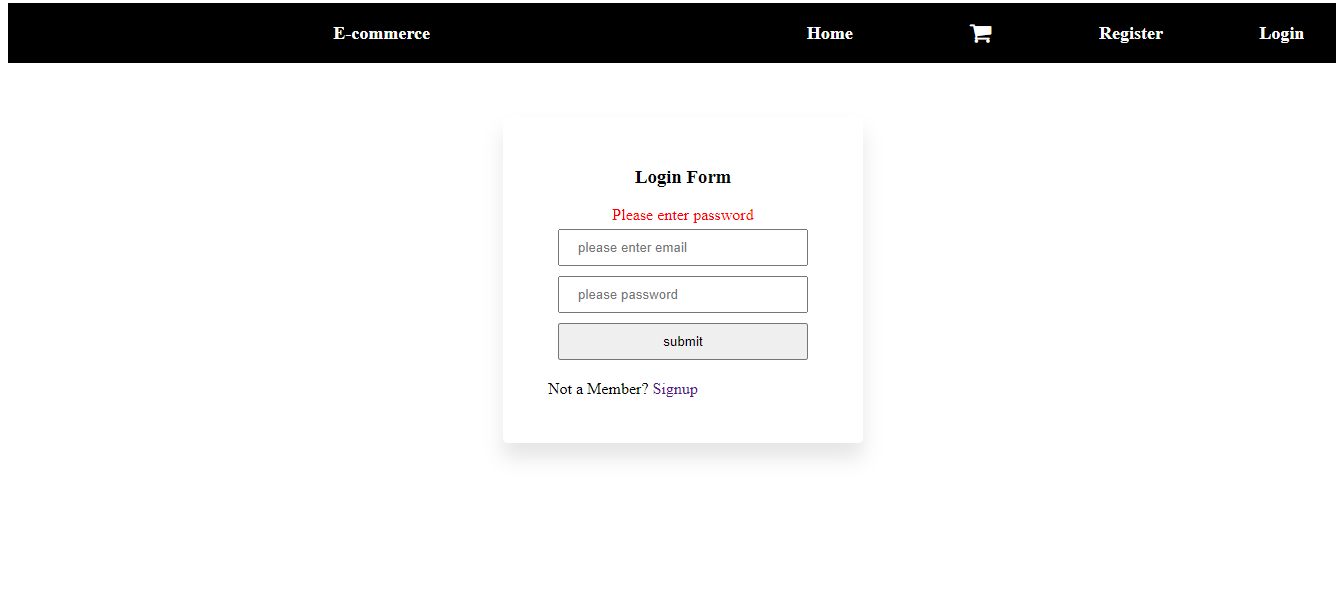 E-commerce Home Register Login
Login Form
Please enter password
please enter email
please password
submit
Not a Member? Signup